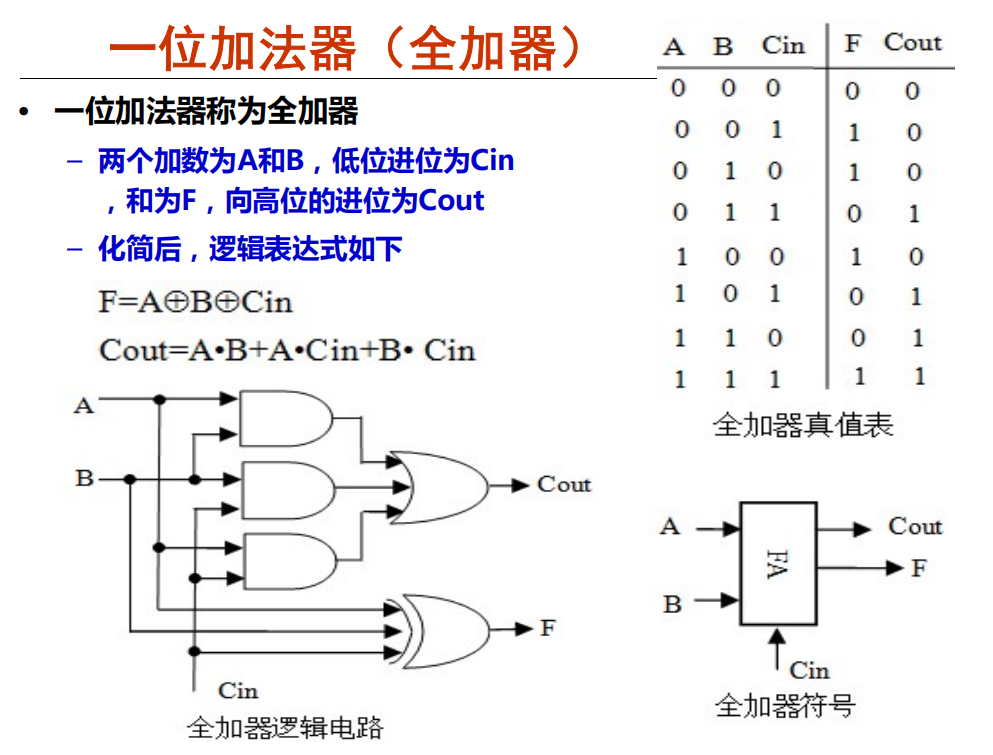 一位加法器（全加器）
• 一位加法器称为全加器
– 两个加数为A和B，低位进位为Cin
，和为F，向高位的进位为Cout
– 化简后，逻辑表达式如下
F=A⊕B⊕Cin
Cout=A•B+A•Cin+B• Cin
A
B
Cout
F
Cin
全加器逻辑电路
A B Cin F Cout
0 0 0 0 0
0 0 1 1 0
0 1 0 1 0
0 1 1 0 1
1 0 0 1 0
1 0 1 0 1
1 1 0 0 1
1 1 1 1 1
全加器真值表
A
Cout
FA
F
B
Cin
全加器符号